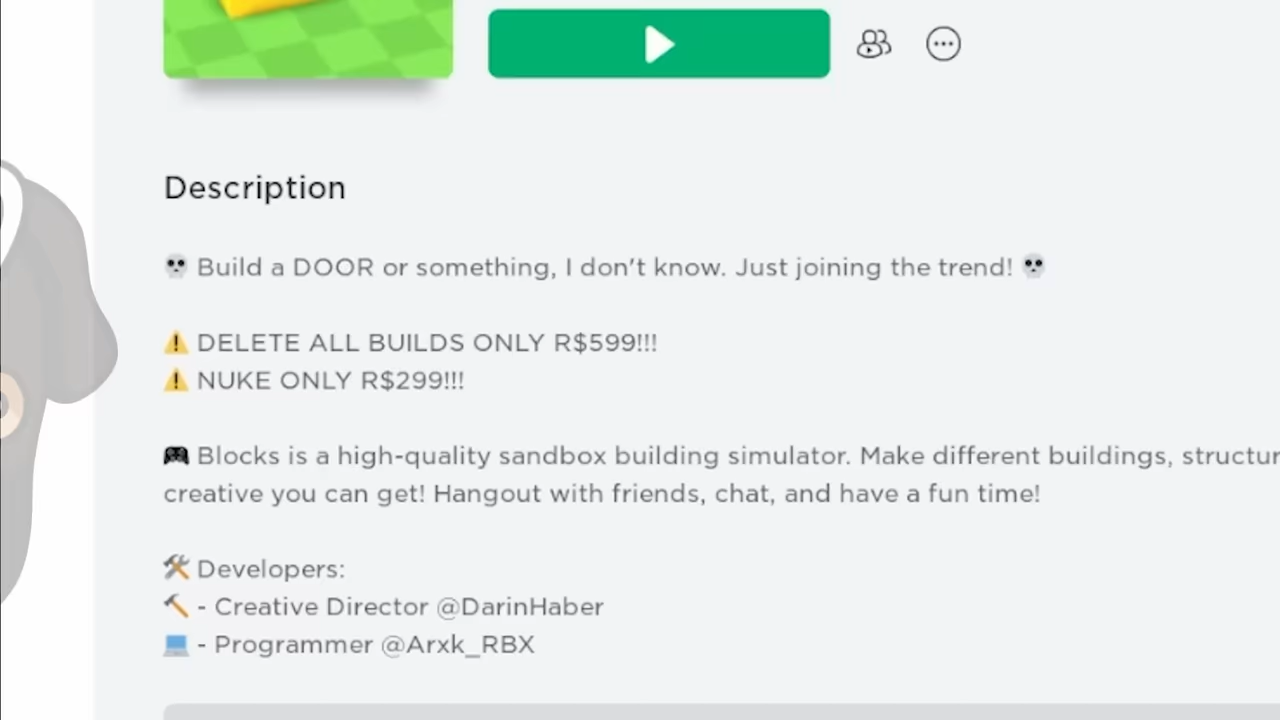 Description
💀 Build a DOOR or something, I don't know. Just joining the trend! 💀
⚠️ DELETE ALL BUILDS ONLY R$599!!!
⚠️ NUKE ONLY R$299!!!
🎮 Blocks is a high-quality sandbox building simulator. Make different buildings, structur
creative you can get! Hangout with friends, chat, and have a fun time!
🛠️ Developers:
🔨 - Creative Director @DarinHaber
💻 - Programmer @Arxk_RBX